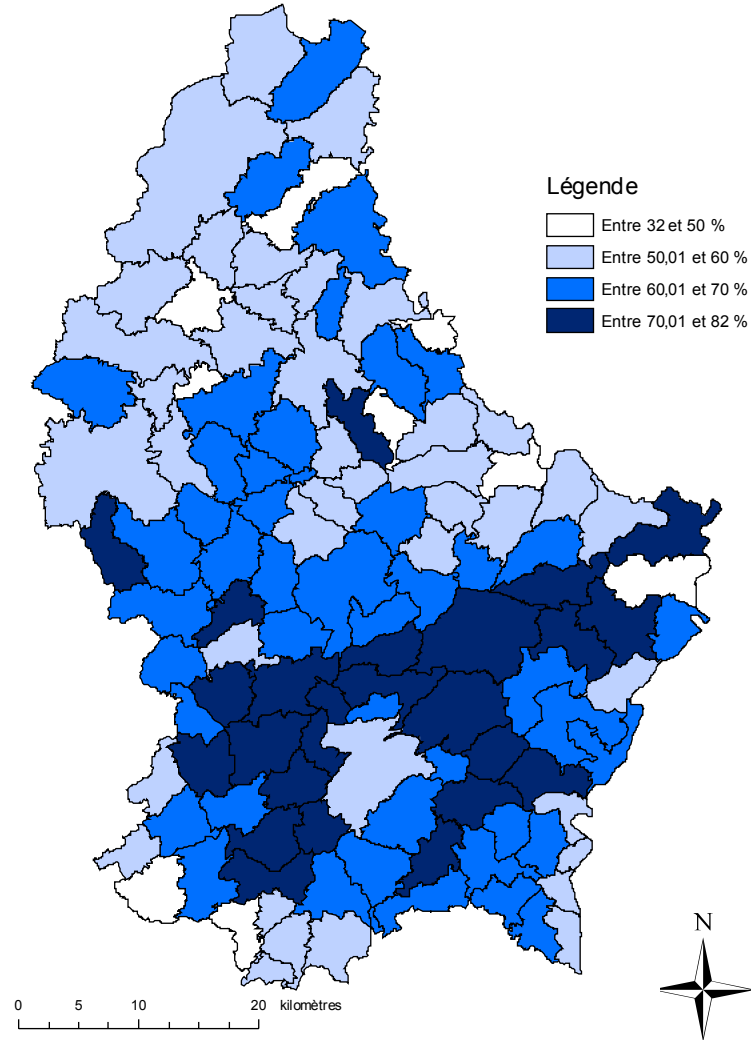 Légende
Entre 32 et 50 %
Entre 50,01 et 60 %
Entre 60,01 et 70 %
Entre 70,01 et 82 %
N
0 5 10 20 kilomètres